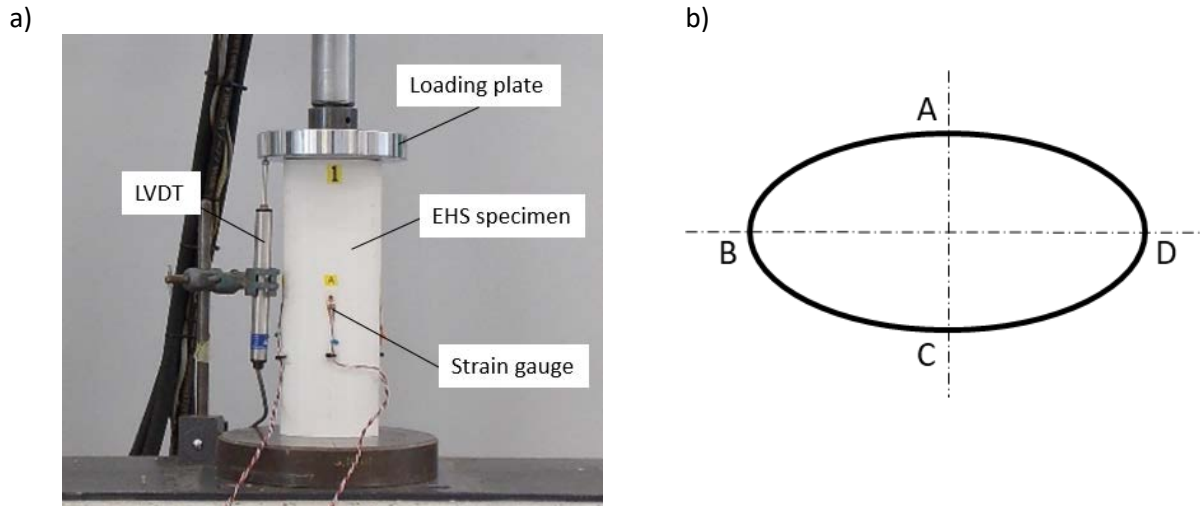 a)
b)
Loading plate
1
LVDT
EHS specimen
A
Strain gauge
A
B
D
C